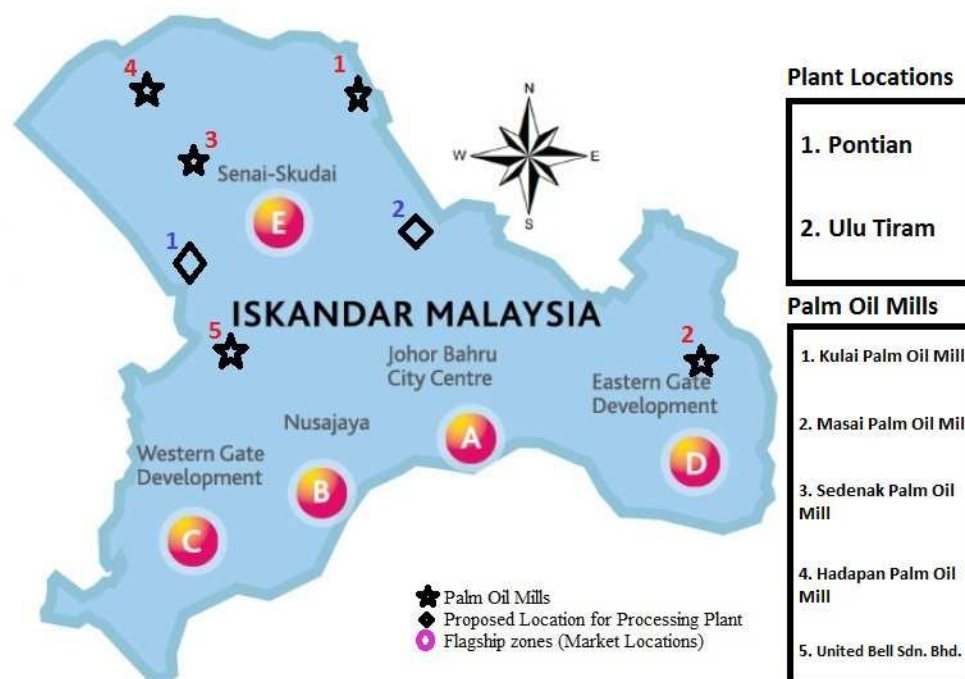 4
1
3
Senai-Skudai
E
2
1
N
W
E
S
ISKANDAR MALAYSIA
5
2
Johor Bahru
City Centre
Eastern Gate
Development
Nusajaya
A
Western Gate
Development
D
B
C
Palm Oil Mills
Proposed Location for Processing Plant
Flagship zones (Market Locations)
Plant Locations
1. Pontian
2. Ulu Tiram
Palm Oil Mills
1. Kulai Palm Oil Mill
2. Masai Palm Oil Mill
3. Sedenak Palm Oil
Mill
4. Hadapan Palm Oil
Mill
5. United Bell Sdn. Bhd.